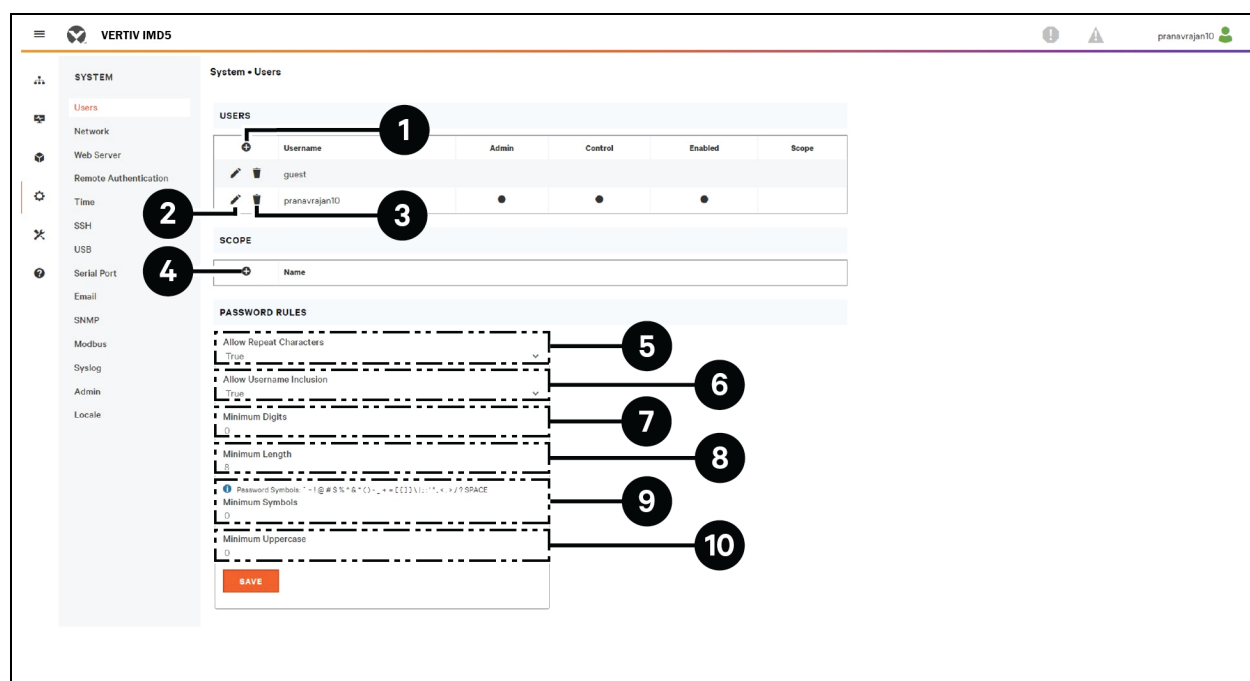 VERTIV IMD5
pranavrajan10
SYSTEM
Users
Network
Web Server
Remote Authentication
Time
SSH
USB
Serial Port
Email
SNMP
Modbus
Syslog
Admin
Locale
System • Users
USERS
1
Username Admin Control Enabled Scope
guest
pranavrajan10
2
3
SCOPE
4
Name
PASSWORD RULES
Allow Repeat Characters
True
5
Allow Username Inclusion
True
6
Minimum Digits
0
7
Minimum Length
8
8
Password Symbols: SPACE
Minimum Symbols
0
9
Minimum Uppercase
0
10
SAVE